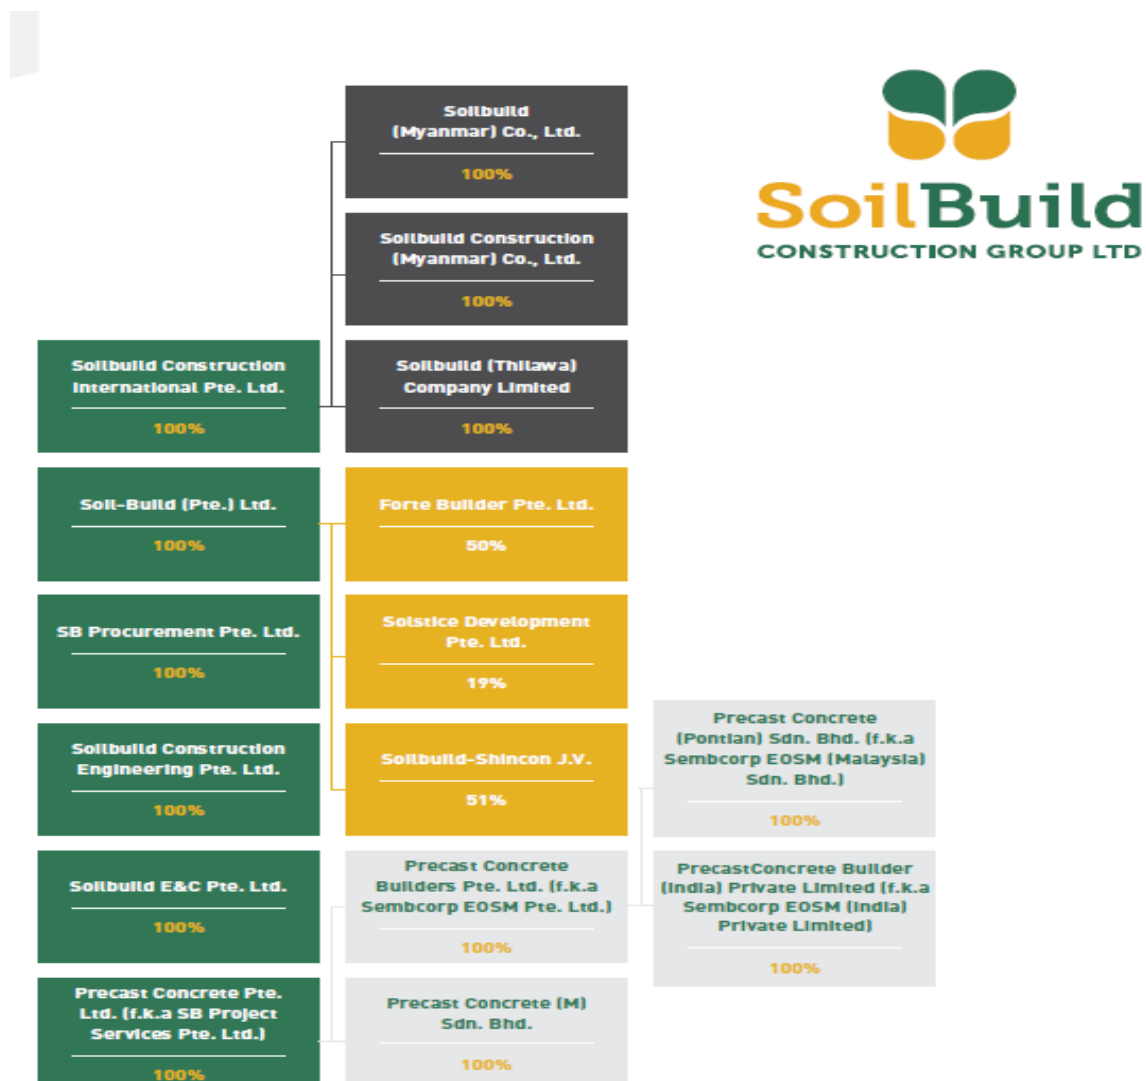 Soilbuild
(Myanmar) Co., Ltd.
100%
SoilBuild
CONSTRUCTION GROUP LTD
Soilbuild Construction
(Myanmar) Co., Ltd.
100%
Soilbuild Construction
International Pte. Ltd.
100%
Soilbuild (Thilawa)
Company Limited
100%
Soil-Build (Pte.) Ltd.
100%
Forte Builder Pte. Ltd.
50%
SB Procurement Pte. Ltd.
100%
Solstice Development
Pte. Ltd.
19%
Soilbuild Construction
Engineering Pte. Ltd.
100%
Soilbuild-Shincon J.V.
51%
Precast Concrete
(Pontian) Sdn. Bhd. (f.k.a
Sembcorp EOSM (Malaysia)
Sdn. Bhd.)
100%
Soilbuild E&C Pte. Ltd.
100%
Precast Concrete
Builders Pte. Ltd. (f.k.a
Sembcorp EOSM Pte. Ltd.)
100%
PrecastConcrete Builder
(India) Private Limited (f.k.a
Sembcorp EOSM (India)
Private Limited)
100%
Precast Concrete Pte.
Ltd. (f.k.a SB Project
Services Pte. Ltd.)
100%
Precast Concrete (M)
Sdn. Bhd.
100%